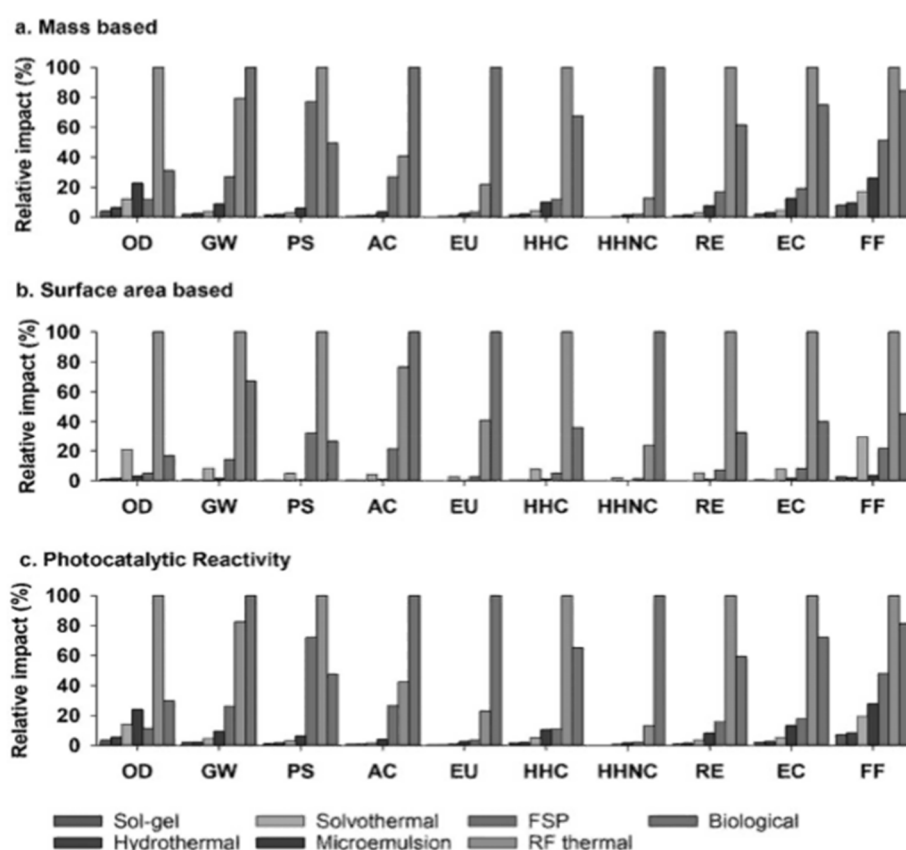 a. Mass based
Relative impact (%)
100
80
60
40
20
0
OD GW PS AC EU HHC HHNC RE EC FF
b. Surface area based
Relative impact (%)
100
80
60
40
20
0
OD GW PS AC EU HHC HHNC RE EC FF
c. Photocatalytic Reactivity
Relative impact (%)
100
80
60
40
20
0
OD GW PS AC EU HHC HHNC RE EC FF
Sol-gel Solvothermal FSP Biological
Hydrothermal Microemulsion RF thermal